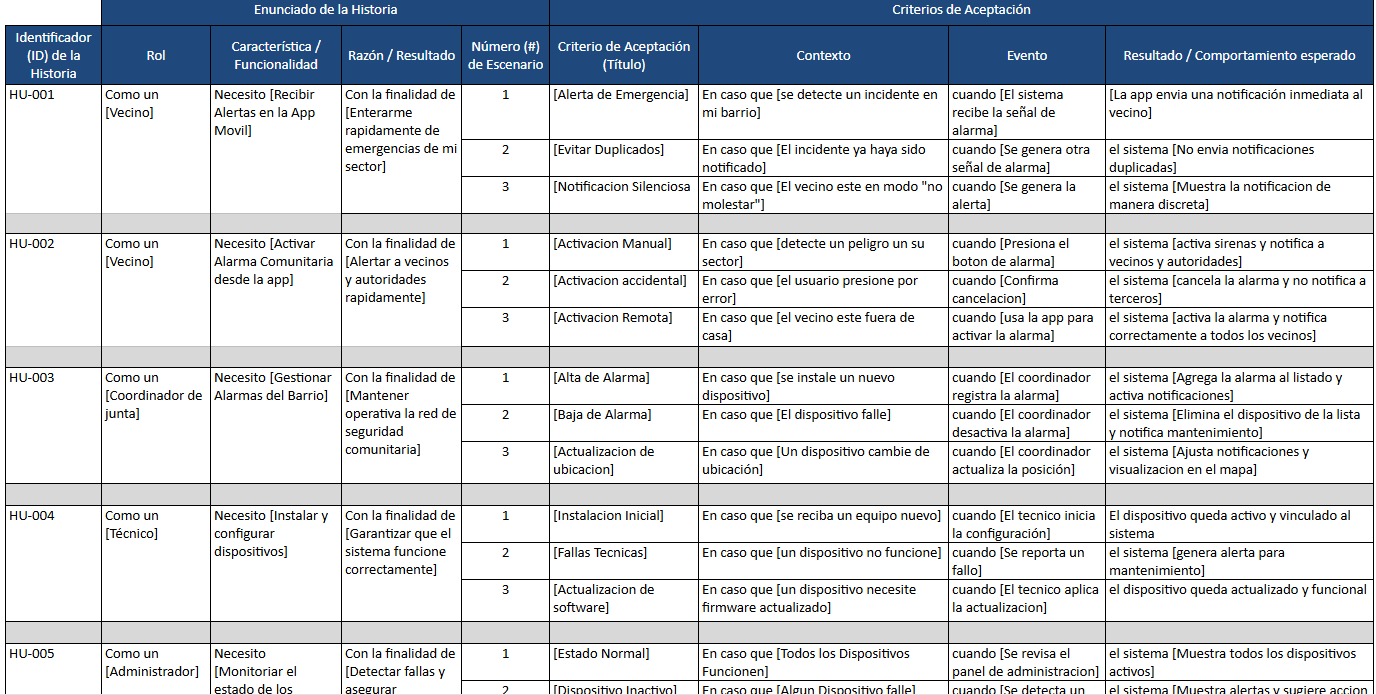 Enunciado de la Historia
Criterios de Aceptación
Identificador
(ID) de la
Historia
Rol
Característica /
Funcionalidad
Razón / Resultado
Número (#)
de Escenario
Criterio de Aceptación
(Título)
Contexto
Evento
Resultado / Comportamiento esperado
HU-001
Como un
[Vecino]
Necesito [Recibir
Alertas en la App
Movil]
Con la finalidad de
[Enterarme
rapidamente de
emergencias de mi
sector]
1
[Alerta de Emergencia]
En caso que [se detecte un incidente en
mi barrio]
cuando [El sistema
recibe la señal de
alarma]
[La app envia una notificación inmediata al
vecino]
2
[Evitar Duplicados]
En caso que [El incidente ya haya sido
notificado]
cuando [Se genera otra
señal de alarma]
el sistema [No envia notificaciones
duplicadas]
3
[Notificacion Silenciosa
En caso que [El vecino este en modo "no
molestar"]
cuando [Se genera la
alerta]
el sistema [Muestra la notificacion de
manera discreta]
HU-002
Como un
[Vecino]
Necesito [Activar
Alarma Comunitaria
desde la app]
Con la finalidad de
[Alertar a vecinos
y autoridades
rapidamente]
1
[Activacion Manual]
En caso que [detecte un peligro un su
sector]
cuando [Presiona el
boton de alarma]
el sistema [activa sirenas y notifica a
vecinos y autoridades]
2
[Activacion accidental]
En caso que [el usuario presione por
error]
cuando [Confirma
cancelacion]
el sistema [cancela la alarma y no notifica a
terceros]
3
[Activacion Remota]
En caso que [el vecino este fuera de
casa]
cuando [usa la app para
activar la alarma]
el sistema [activa la alarma y notifica
correctamente a todos los vecinos]
HU-003
Como un
[Coordinador de
junta]
Necesito [Gestionar
Alarmas del Barrio]
Con la finalidad de
[Mantener
operativa la red de
seguridad
comunitaria]
1
[Alta de Alarma]
En caso que [se instale un nuevo
dispositivo]
cuando [El coordinador
registra la alarma]
el sistema [Agrega la alarma al listado y
activa notificaciones]
2
[Baja de Alarma]
En caso que [El dispositivo falle]
cuando [El coordinador
desactiva la alarma]
el sistema [Elimina el dispositivo de la lista
y notifica mantenimiento]
3
[Actualizacion de
ubicacion]
En caso que [Un dispositivo cambie de
ubicación]
cuando [El coordinador
actualiza la posición]
el sistema [Ajusta notificaciones y
visualizacion en el mapa]
HU-004
Como un
[Técnico]
Necesito [Instalar y
configurar
dispositivos]
Con la finalidad de
[Garantizar que el
sistema funcione
correctamente]
1
[Instalacion Inicial]
En caso que [se reciba un equipo nuevo]
cuando [El tecnico inicia
la configuración]
El dispositivo queda activo y vinculado al
sistema
2
[Fallas Tecnicas]
En caso que [un dispositivo no funcione]
cuando [Se reporta un
fallo]
el sistema [genera alerta para
mantenimiento]
3
[Actualizacion de
software]
En caso que [un dispositivo necesite
firmware actualizado]
cuando [El tecnico aplica
la actualizacion]
el dispositivo queda actualizado y funcional
HU-005
Como un
[Administrador]
Necesito
[Monitoriar el
estado de los
Con la finalidad de
[Detectar fallas y
asegurar
1
[Estado Normal]
En caso que [Todos los Dispositivos
Funcionen]
cuando [Se revisa el
panel de administracion]
el sistema [Muestra todos los dispositivos
activos]
2
[Dispositivo Inactivo]
En caso que [Algun Dispositivo falle]
cuando [Se detecta un
el sistema [Muestra alertas y sugiere accion